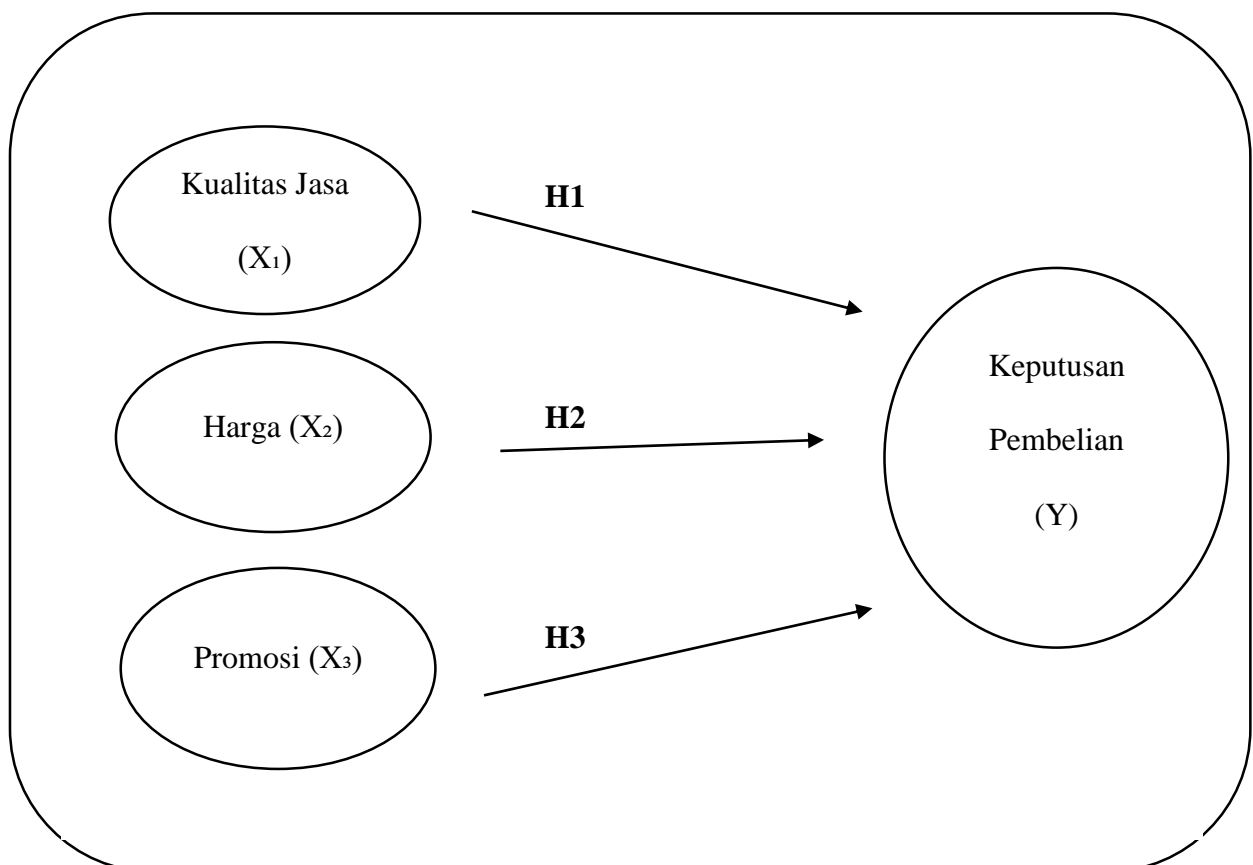 Kualitas Jasa
(X₁)
H1
Harga (X₂)
H2
Promosi (X₃)
H3
Keputusan
Pembelian
(Y)